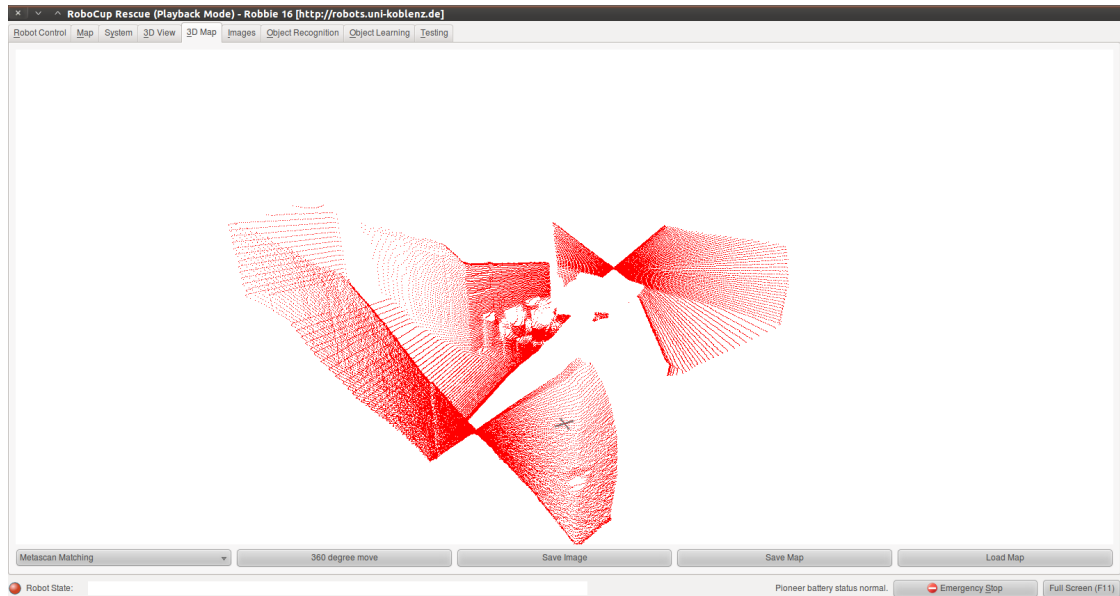 RoboCup Rescue (Playback Mode) - Robbie 16 [http://robots.uni-koblenz.de]
Robot Control Map System 3D View 3D Map Images Object Recognition Object Learning Testing
Metascan Matching 360 degree move Save Image Save Map Load Map
Robot State: Pioneer battery status normal. Emergency Stop Full Screen (F11)